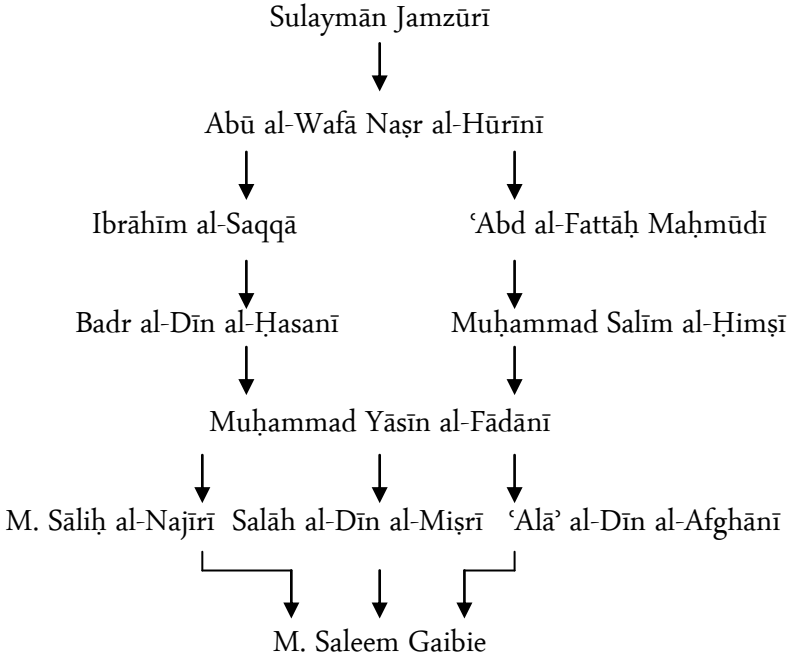 Sulaymān Jamzūrī
Abū al-Wafā Naṣr al-Hūrīnī
Ibrāhīm al-Saqqā ʿAbd al-Fattāḥ Maḥmūdī
Badr al-Dīn al-Ḥasanī Muḥammad Salīm al-Ḥimṣī
Muḥammad Yāsīn al-Fādānī
M. Sāliḥ al-Najīrī Salāh al-Dīn al-Miṣrī ʿAlāʾ al-Dīn al-Afghānī
M. Saleem Gaibie